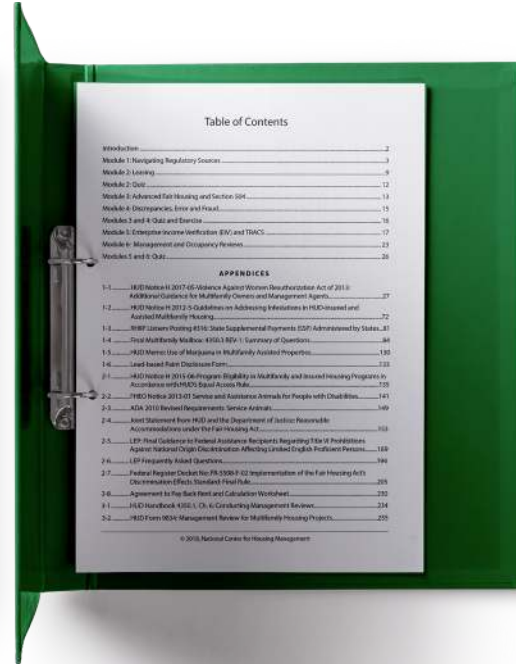 Table of Contents
Introduction 2
Module 1: Navigating Regulatory Sources 3
Module 2: Leasing 9
Module 2: Quiz 12
Module 3: Advanced Fair Housing and Section 504 13
Module 4: Discrepancies, Error and Fraud 15
Modules 3 and 4: Quiz and Exercise 16
Module 5: Enterprise Income Verification (EIV) and TRACS 17
Module 6: Management and Occupancy Reviews 23
Modules 5 and 6: Quiz 26
APPENDICES
1-1 HUD Notice H 2017-05-Violence Against Women Reauthorization Act of 2013:
Additional Guidance for Multifamily Owners and Management Agents 27
1-2 HUD Notice H 2012-5-Guidelines on Addressing Infestations in HUD-insured and
Assisted Multifamily Housing 72
1-3 RHIIP Listserv Posting #316: State Supplemental Payments (SSP) Administered by States 81
1-4 Final Multifamily Mailbox: 4350.3 REV-1: Summary of Questions 84
1-5 HUD Memo: Use of Marijuana in Multifamily Assisted Properties 130
1-6 Lead-based Paint Disclosure Form 133
2-1 HUD Notice H 2015-06-Program Eligibility in Multifamily and Insured Housing Programs in
Accordance with HUD'S Equal Access Rule 135
2-2 FHEO Notice 2013-01 Service and Assistance Animals for People with Disabilities 141
2-3 ADA 2010 Revised Requirements: Service Animals 149
2-4 Joint Statement from HUD and the Department of Justice Reasonable
Accommodations under the Fair Housing Act 153
2-5 LEP: Final Guidance to Federal Assistance Recipients Regarding Title VI Prohibitions
Against National Origin Discrimination Affecting Limited English Proficient Persons 169
2-6 LEP Frequently Asked Questions 196
2-7 Federal Register Docket No: FR-5508-F-02 Implementation of the Fair Housing Act's
Discrimination Effects Standard: Final Rule 205
3-8 Agreement to Pay Back Rent and Calculation Worksheet 230
3-1 HUD Handbook 4350.1, Ch. 6: Conducting Management Reviews 234
3-2 HUD Form 9834: Management Review for Multifamily Housing Projects 255
© 2018, National Center for Housing Management